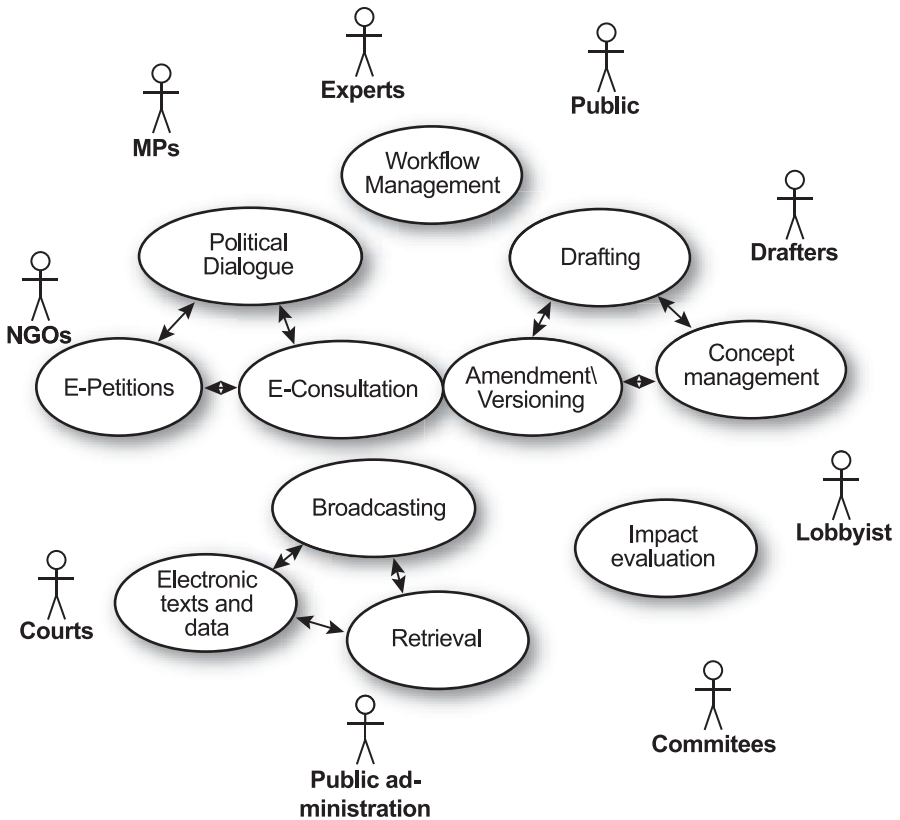 Experts
Public
MPs
Workflow
Management
Drafters
Political
Dialogue
Drafting
NGOs
E-Petitions
E-Consultation
Amendment\
Versioning
Concept
management
Broadcasting
Lobbyist
Impact
evaluation
Courts
Electronic
texts and
data
Retrieval
Commitees
Public ad-
ministration